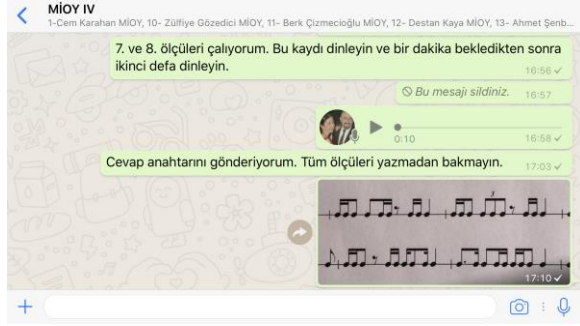 MİOY IV
1-Cem Karahan MİOY, 10- Zülfiye Gözedici MİOY, 11- Berk Çizmecioğlu MİOY, 12- Destan Kaya MİOY, 13- Ahmet Şenb...
7. ve 8. ölçüleri çalıyorum. Bu kaydı dinleyin ve bir dakika bekledikten sonra
ikinci defa dinleyin.
16:56
Bu mesajı sildiniz. 16:57
0:10 16:58
Cevap anahtarını gönderiyorum. Tüm ölçüleri yazmadan bakmayın. 17:03
3
17:10